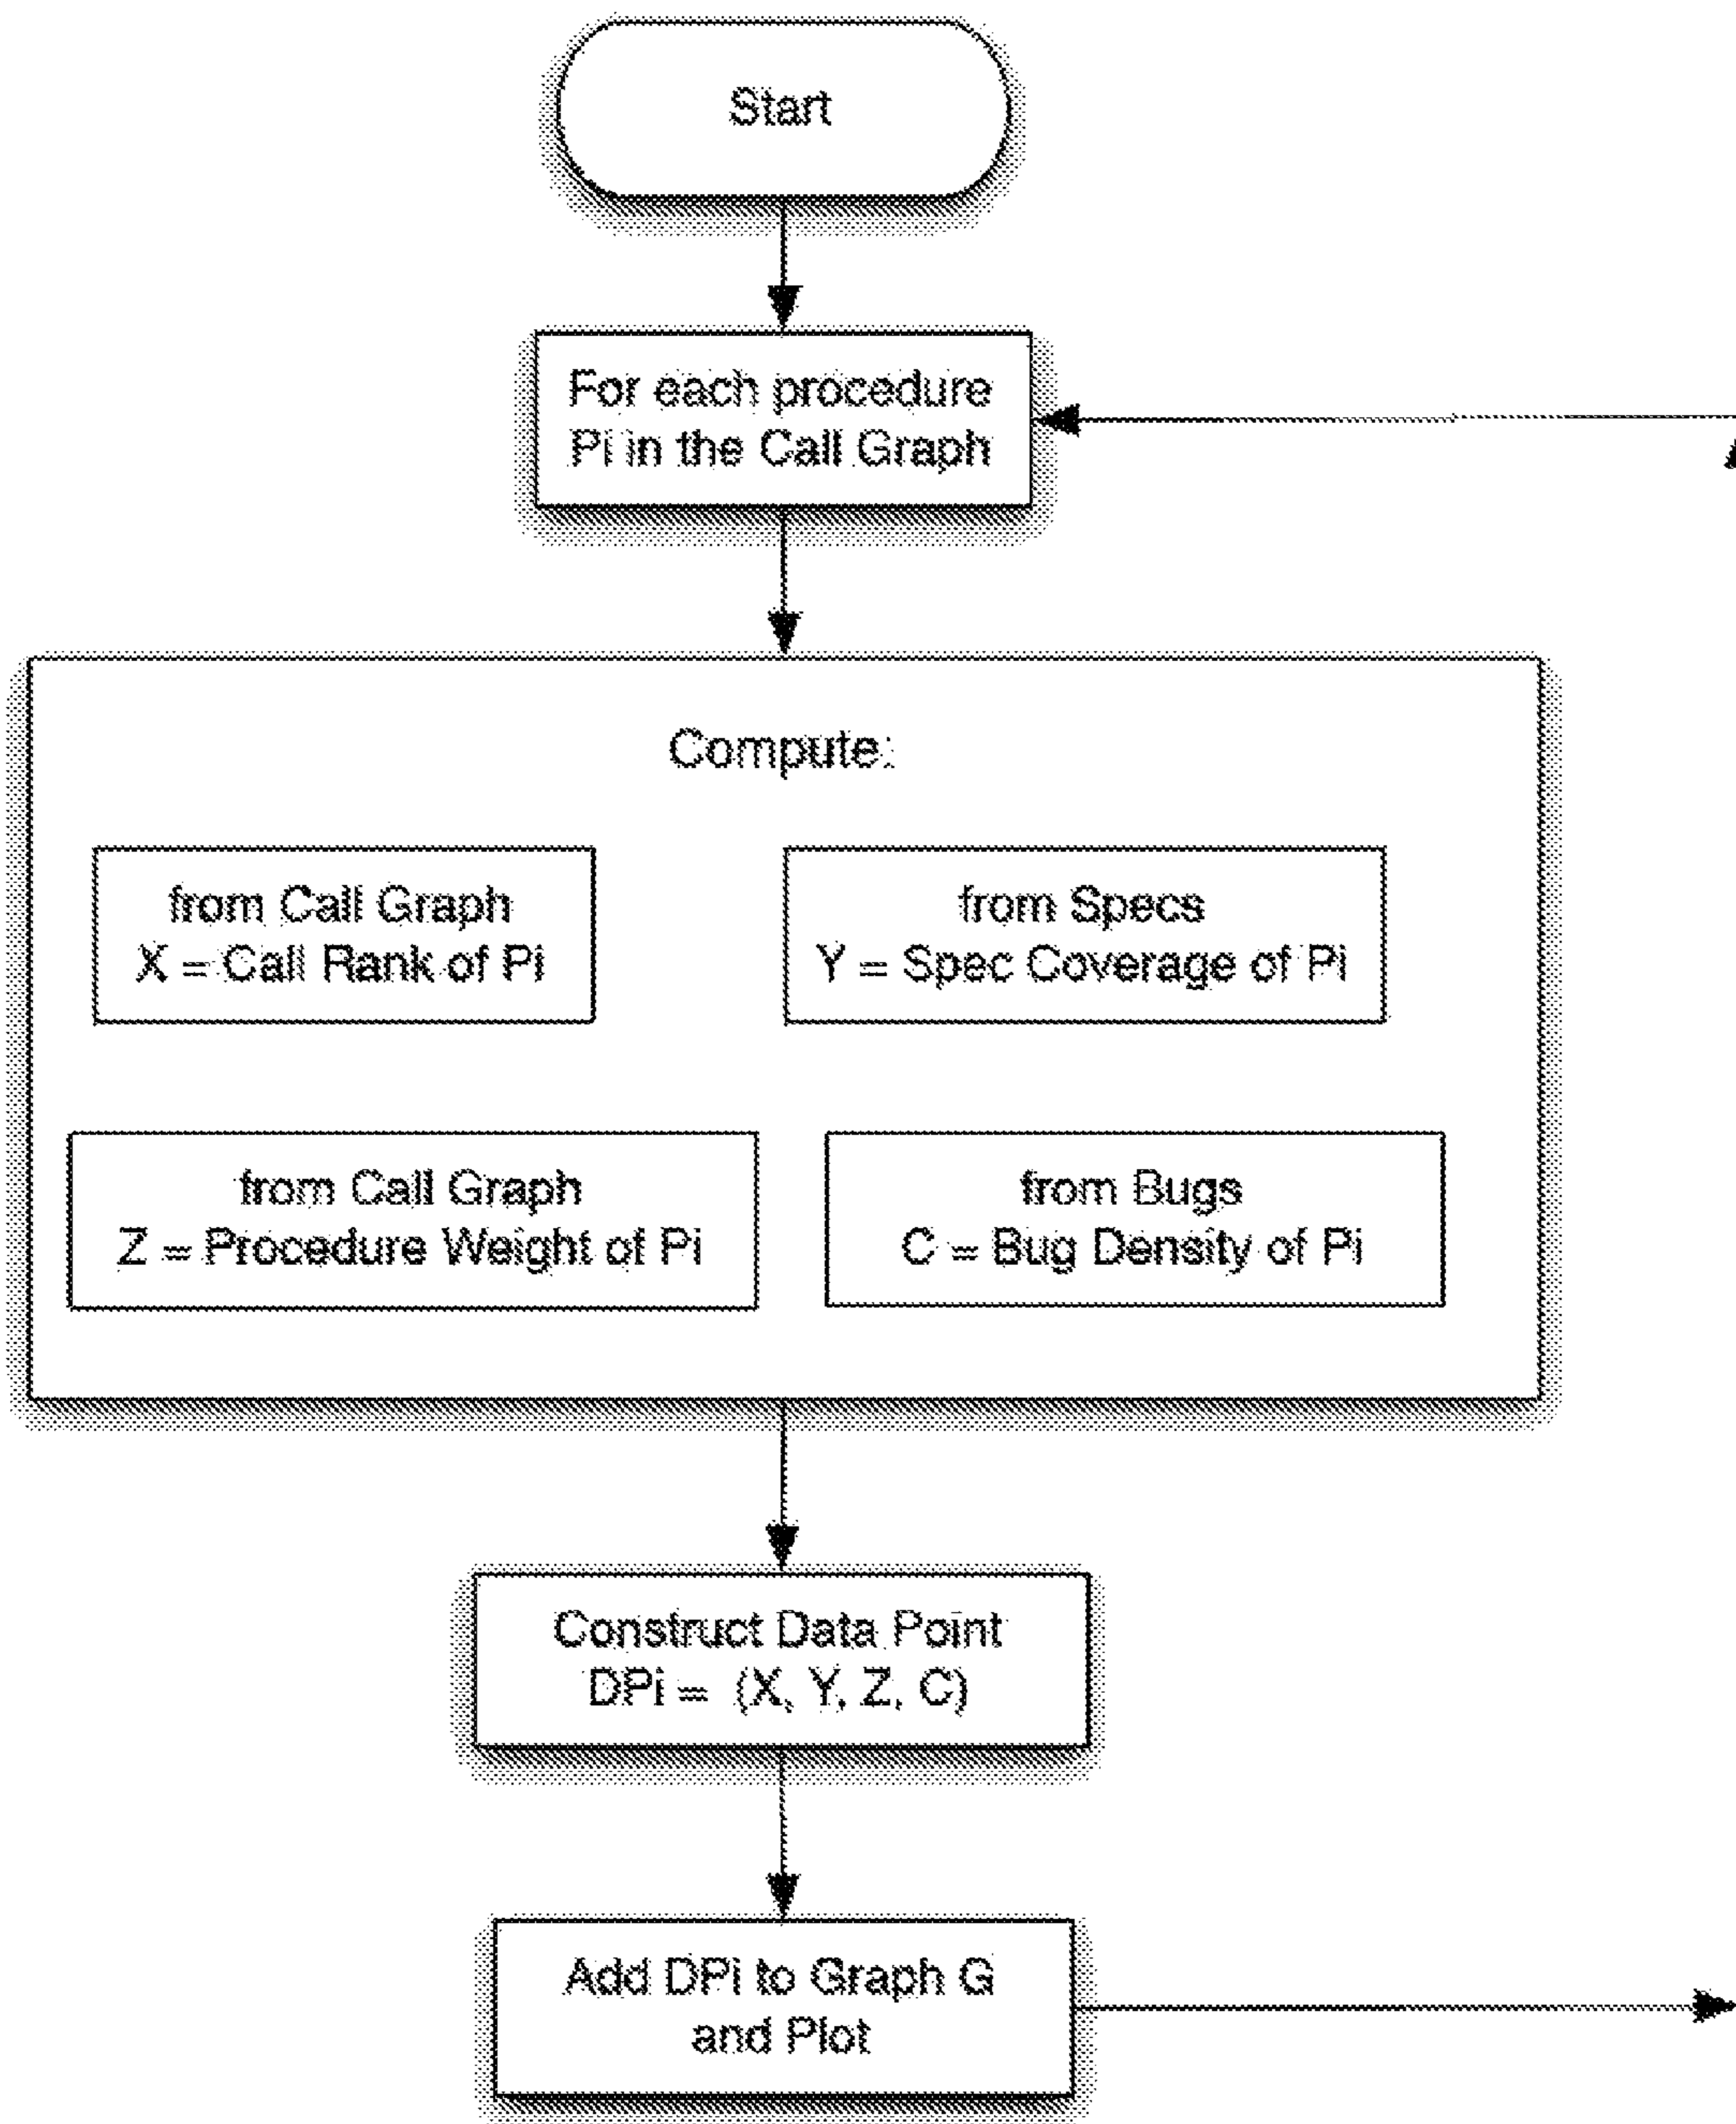 Start
For each procedure
Pi in the Call Graph
Compute:
from Call Graph
X = Call Rank of Pi
from Specs
Y = Spec Coverage of Pi
from Call Graph
Z = Procedure Weight of Pi
from Bugs
C = Bug Density of Pi
Construct Data Point
DPi = (X, Y, Z, C)
Add DPi to Graph G
and Plot